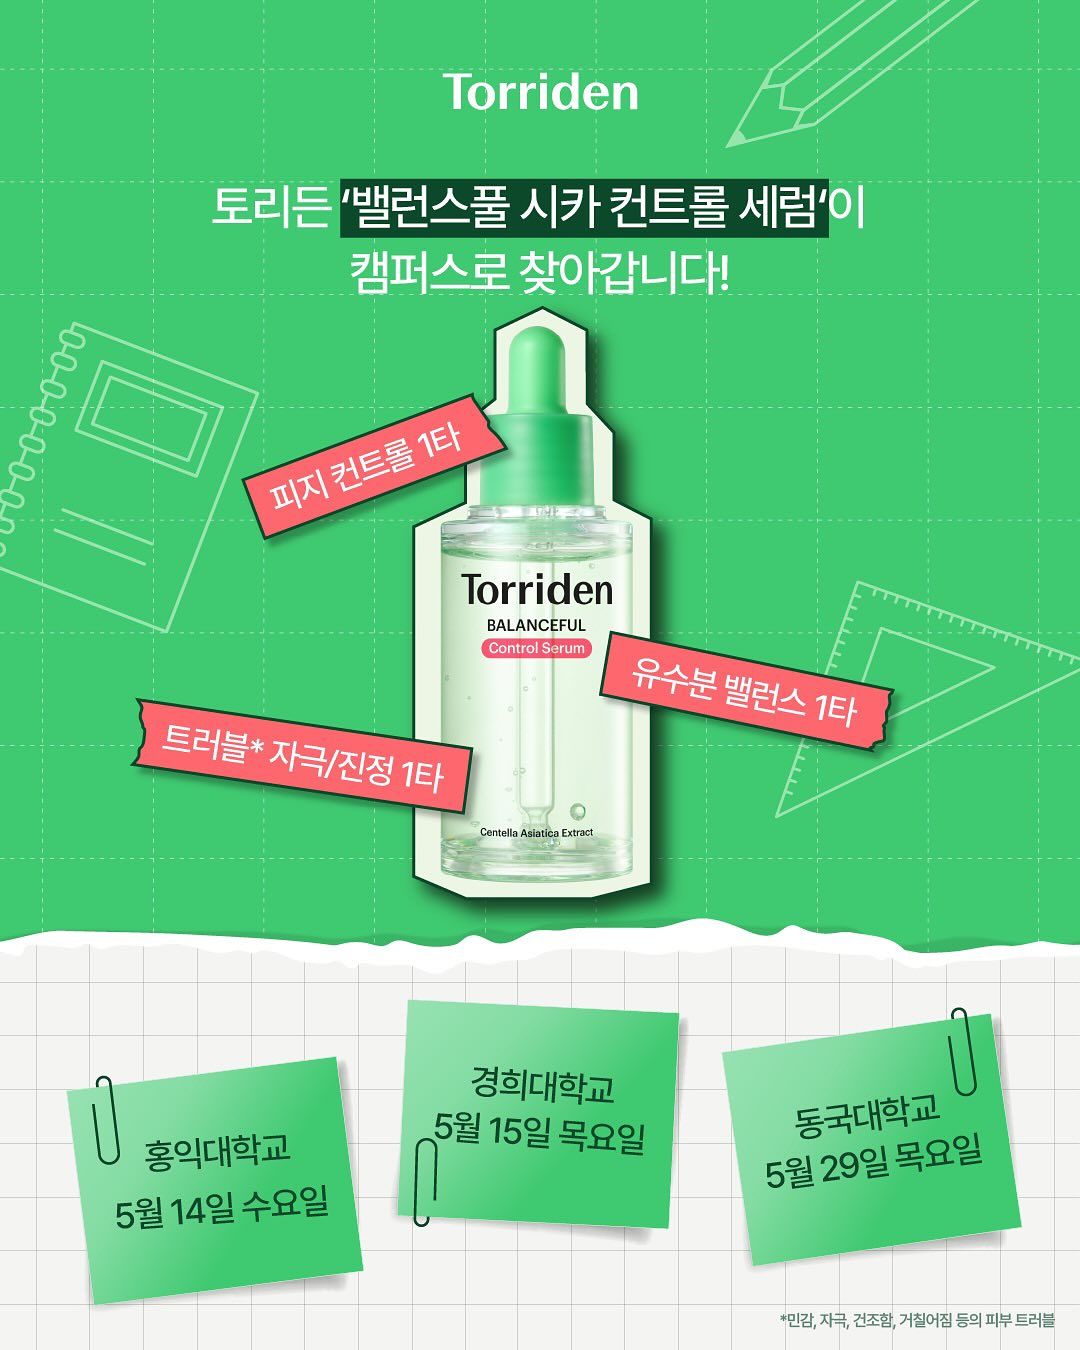 Torriden
토리든 ‘밸런스풀 시카 컨트롤 세럼‘이
캠퍼스로 찾아갑니다!
피지 컨트롤 1타
Torriden
BALANCEFUL
Control Serum
유수분 밸런스 1타
트러블* 자극/진정 1타
Centella Asiatica Extract
홍익대학교
5월 14일 수요일
경희대학교
5월 15일 목요일
동국대학교
5월 29일 목요일
*민감, 자극, 건조함, 거칠어짐 등의 피부 트러블